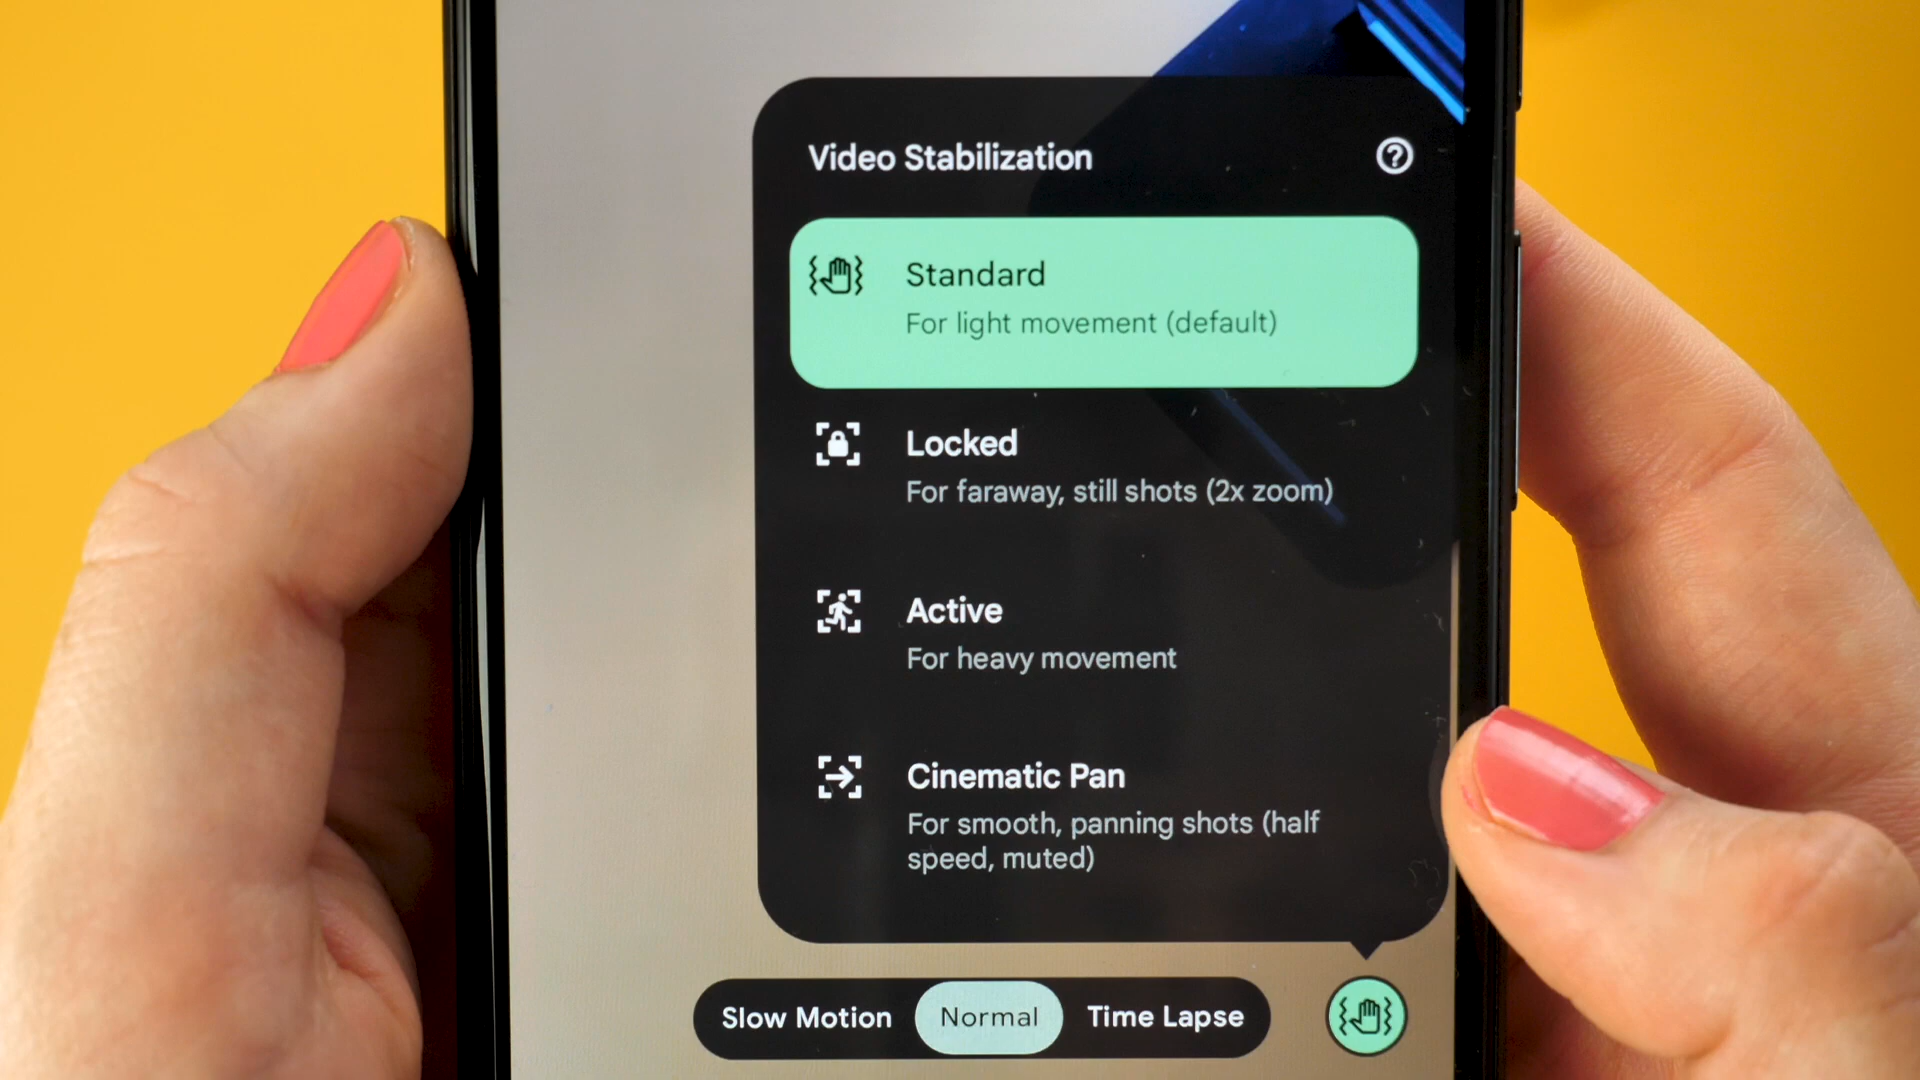 Video Stabilization
Standard
For light movement (default)
Locked
For faraway, still shots (2x zoom)
Active
For heavy movement
Cinematic Pan
For smooth, panning shots (half
speed, muted)
Slow Motion Normal Time Lapse